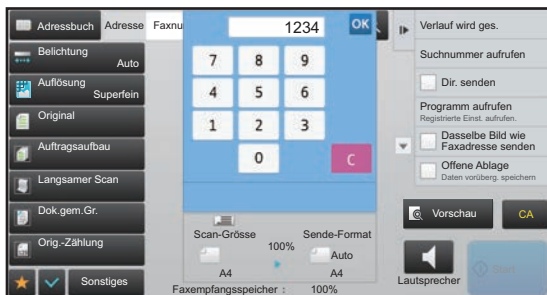 Adressbuch
Adresse
Faxnu
1234
OK
Verlauf wird ges.
Belichtung
Auto
7 8 9
Suchnummer aufrufen
Auflösung
Superfein
4 5 6
Dir. senden
Original
1 2 3
Programm aufrufen
Registrierte Einst. aufrufen.
Auftragsaufbau
0 C
Dasselbe Bild wie
Faxadresse senden
Langsamer Scan
Offene Ablage
Daten vorüberg. speichern
Dok.gem.Gr.
Vorschau
CA
Scan-Grösse
100%
Sende-Format
Auto
Orig.-Zählung
A4
A4
Lautsprecher
Start
Sonstiges
Faxempfangsspeicher : 100%